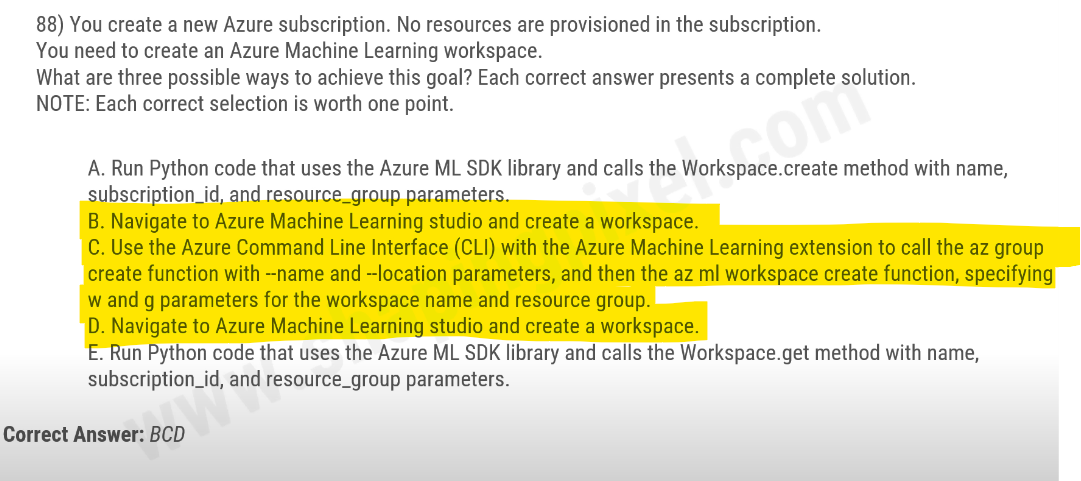 88) You create a new Azure subscription. No resources are provisioned in the subscription.
You need to create an Azure Machine Learning workspace.
What are three possible ways to achieve this goal? Each correct answer presents a complete solution.
NOTE: Each correct selection is worth one point.
A. Run Python code that uses the Azure ML SDK library and calls the Workspace.create method with name,
subscription_id, and resource_group parameters.
B. Navigate to Azure Machine Learning studio and create a workspace.
C. Use the Azure Command Line Interface (CLI) with the Azure Machine Learning extension to call the az group
create function with --name and --location parameters, and then the az ml workspace create function, specifying
w and g parameters for the workspace name and resource group.
D. Navigate to Azure Machine Learning studio and create a workspace.
E. Run Python code that uses the Azure ML SDK library and calls the Workspace.get method with name,
subscription_id, and resource_group parameters.
Correct Answer: BCD